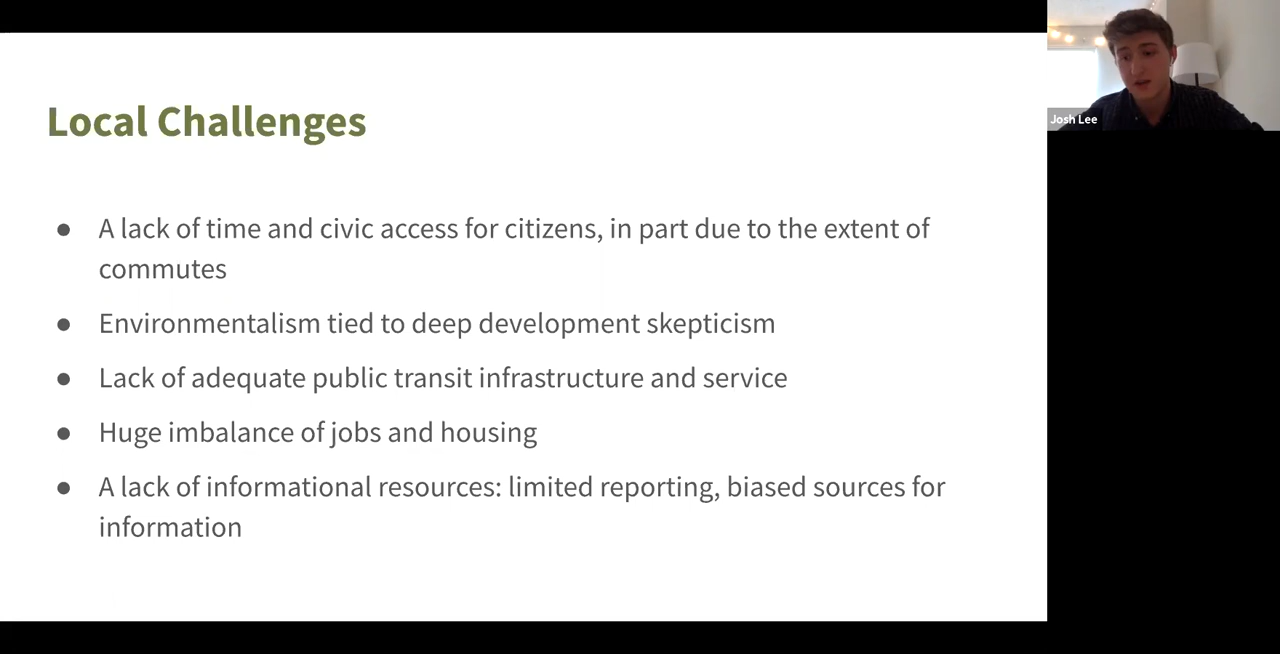 Local Challenges
● A lack of time and civic access for citizens, in part due to the extent of
commutes
● Environmentalism tied to deep development skepticism
● Lack of adequate public transit infrastructure and service
● Huge imbalance of jobs and housing
● A lack of informational resources: limited reporting, biased sources for
information
Josh Lee